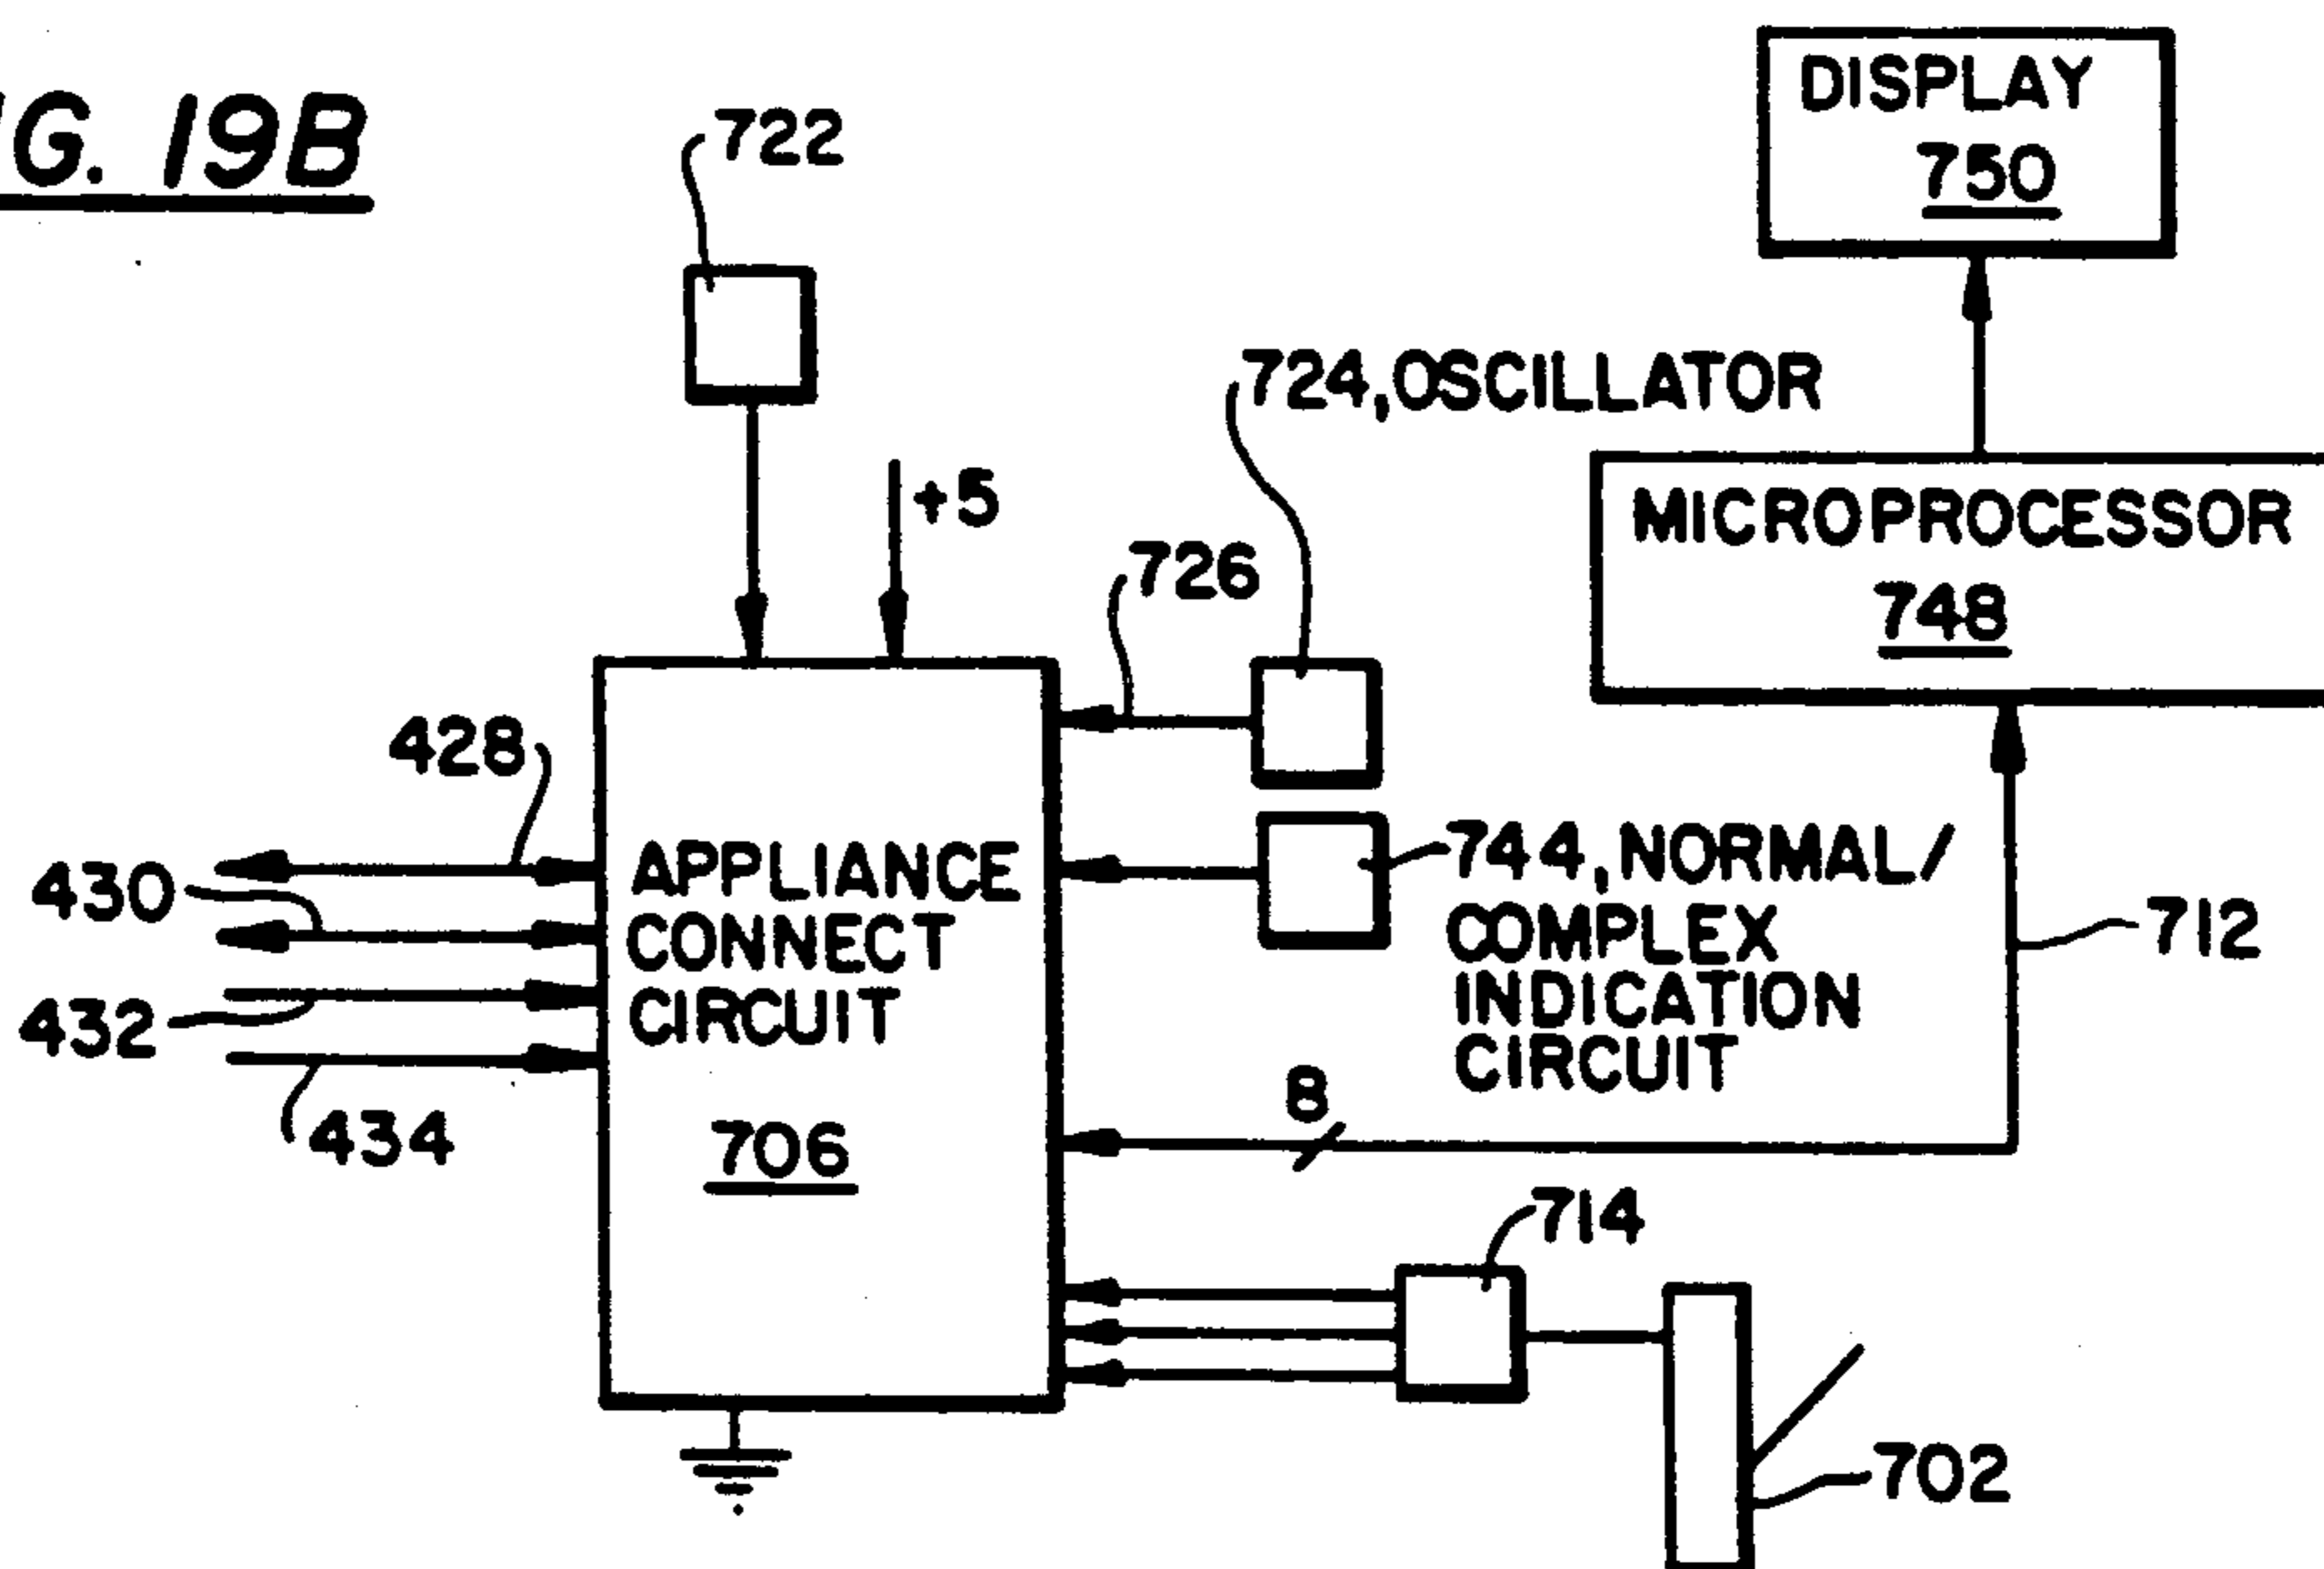 G. 19B
722
DISPLAY
750
724,OSCILLATOR
+5
MICROPROCESSOR
748
726
428
430
432
434
APPLIANCE
CONNECT
CIRCUIT
706
744,NORMAL/
COMPLEX
INDICATION
CIRCUIT
712
8
714
702